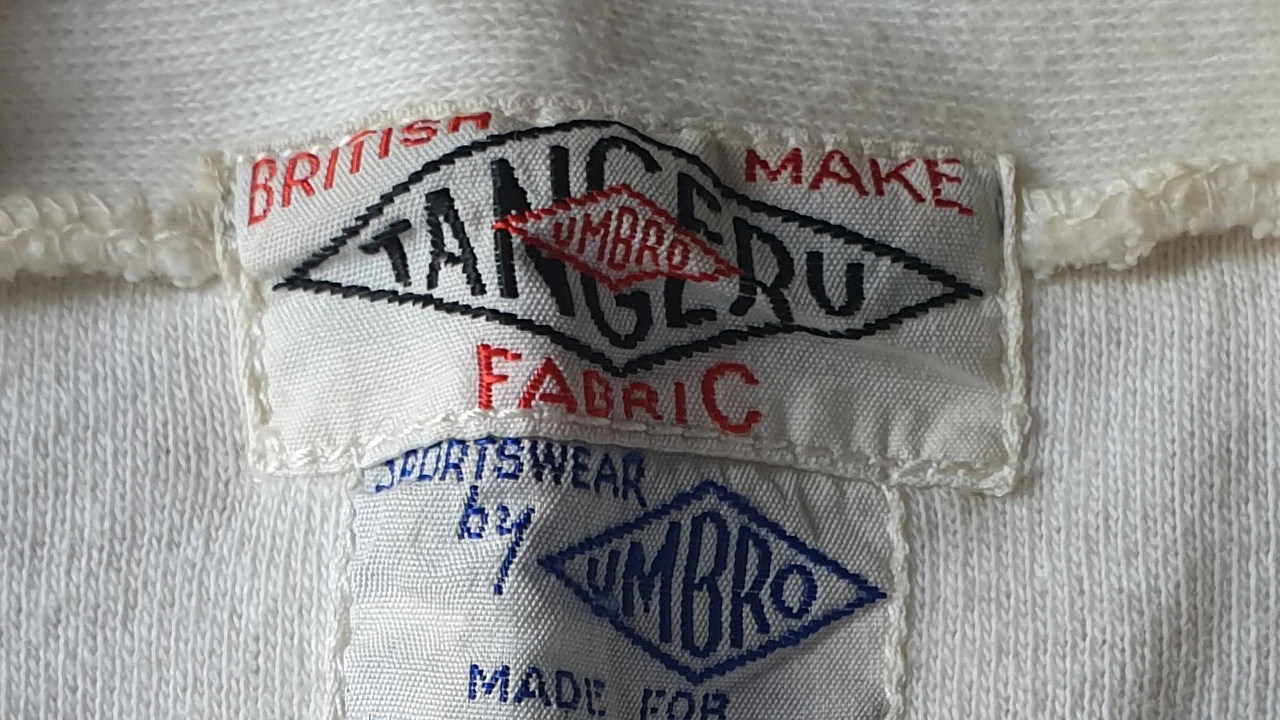 BRITISH MAKE
TANGERU
UMBRO
FABRIC
SPORTSWEAR
by
UMBRO
MADE FOR